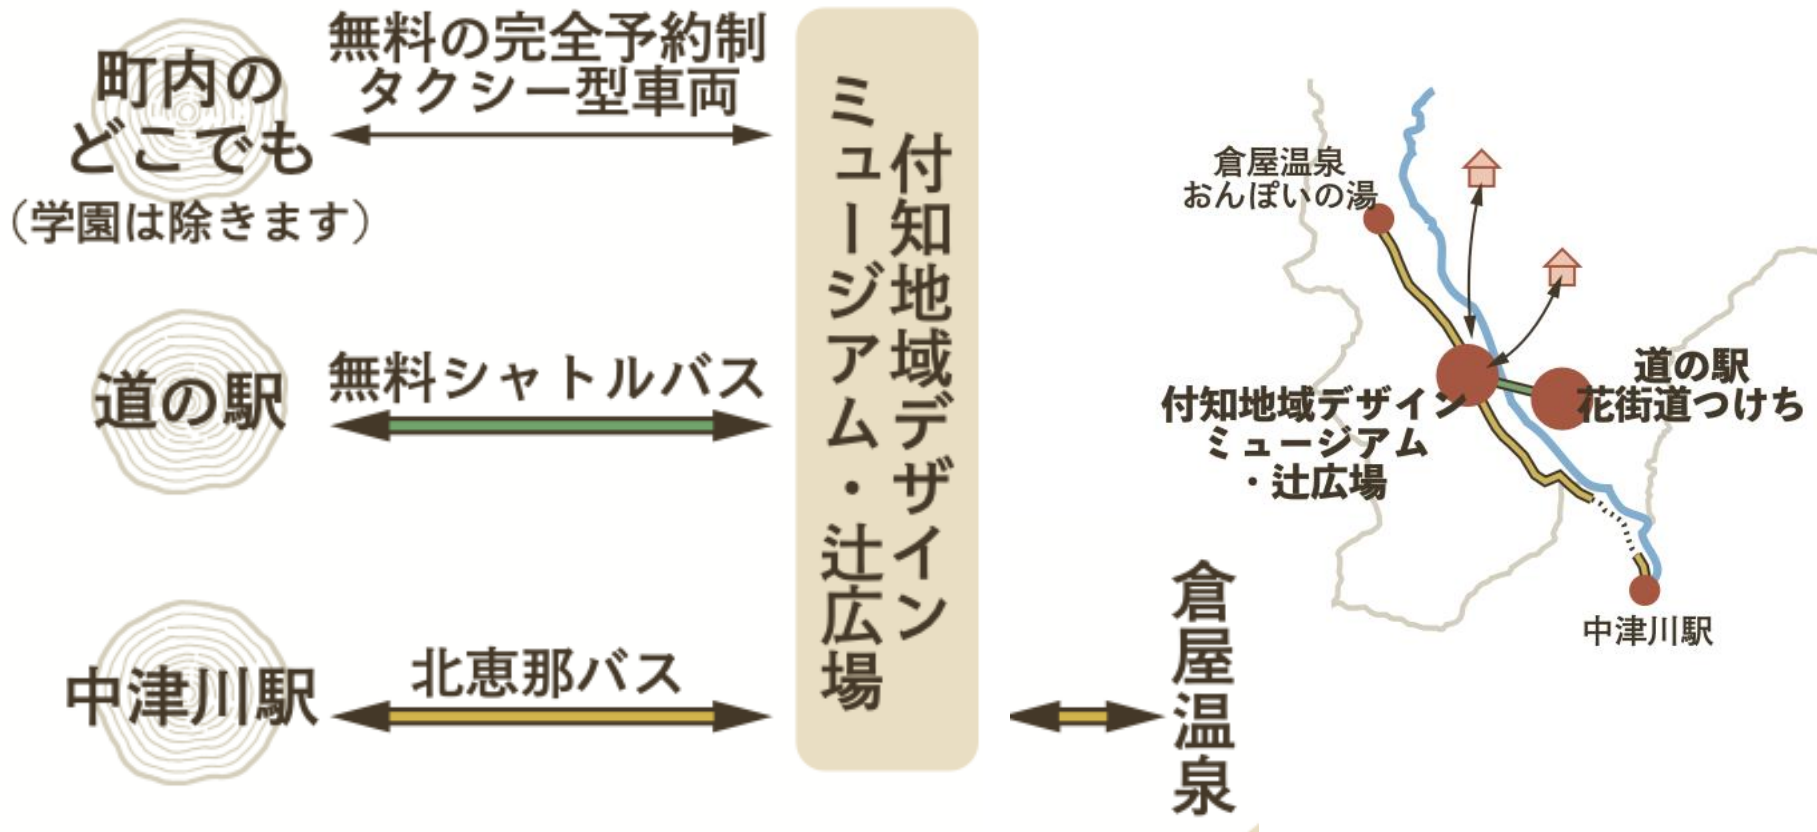 町内の
どこでも
（学園は除きます）
無料の完全予約制
タクシー型車両
道の駅
無料シャトルバス
中津川駅
北恵那バス
付知地域デザイン
ミュージアム・辻広場
倉屋温泉
倉屋温泉
おんぽいの湯
付知地域デザイン
ミュージアム
・辻広場
道の駅
花街道つけち
中津川駅